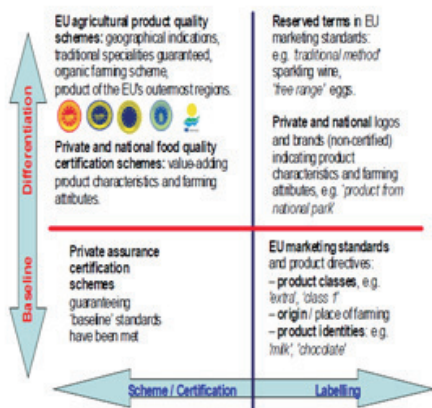 EU agricultural product quality
schemes: geographical indications,
traditional specialities guaranteed,
organic farming scheme,
product of the EU's outermost regions.
Private and national food quality
certification schemes: value-adding
product characteristics and farming
attributes.
Reserved terms in EU
marketing standards:
e.g. 'traditional method'
sparkling wine,
'free range' eggs.
Private and national logos
and brands (non-certified)
indicating product
characteristics and farming
attributes, e.g. 'product from
national park'
Differentiation
Baseline
Private assurance
certification
schemes
guaranteeing
'baseline' standards
have been met
EU marketing standards
and product directives:
– product classes, e.g.
'extra', 'class 1'
– origin / place of farming
– product identities: e.g.
'milk', 'chocolate'
Scheme / Certification
Labelling